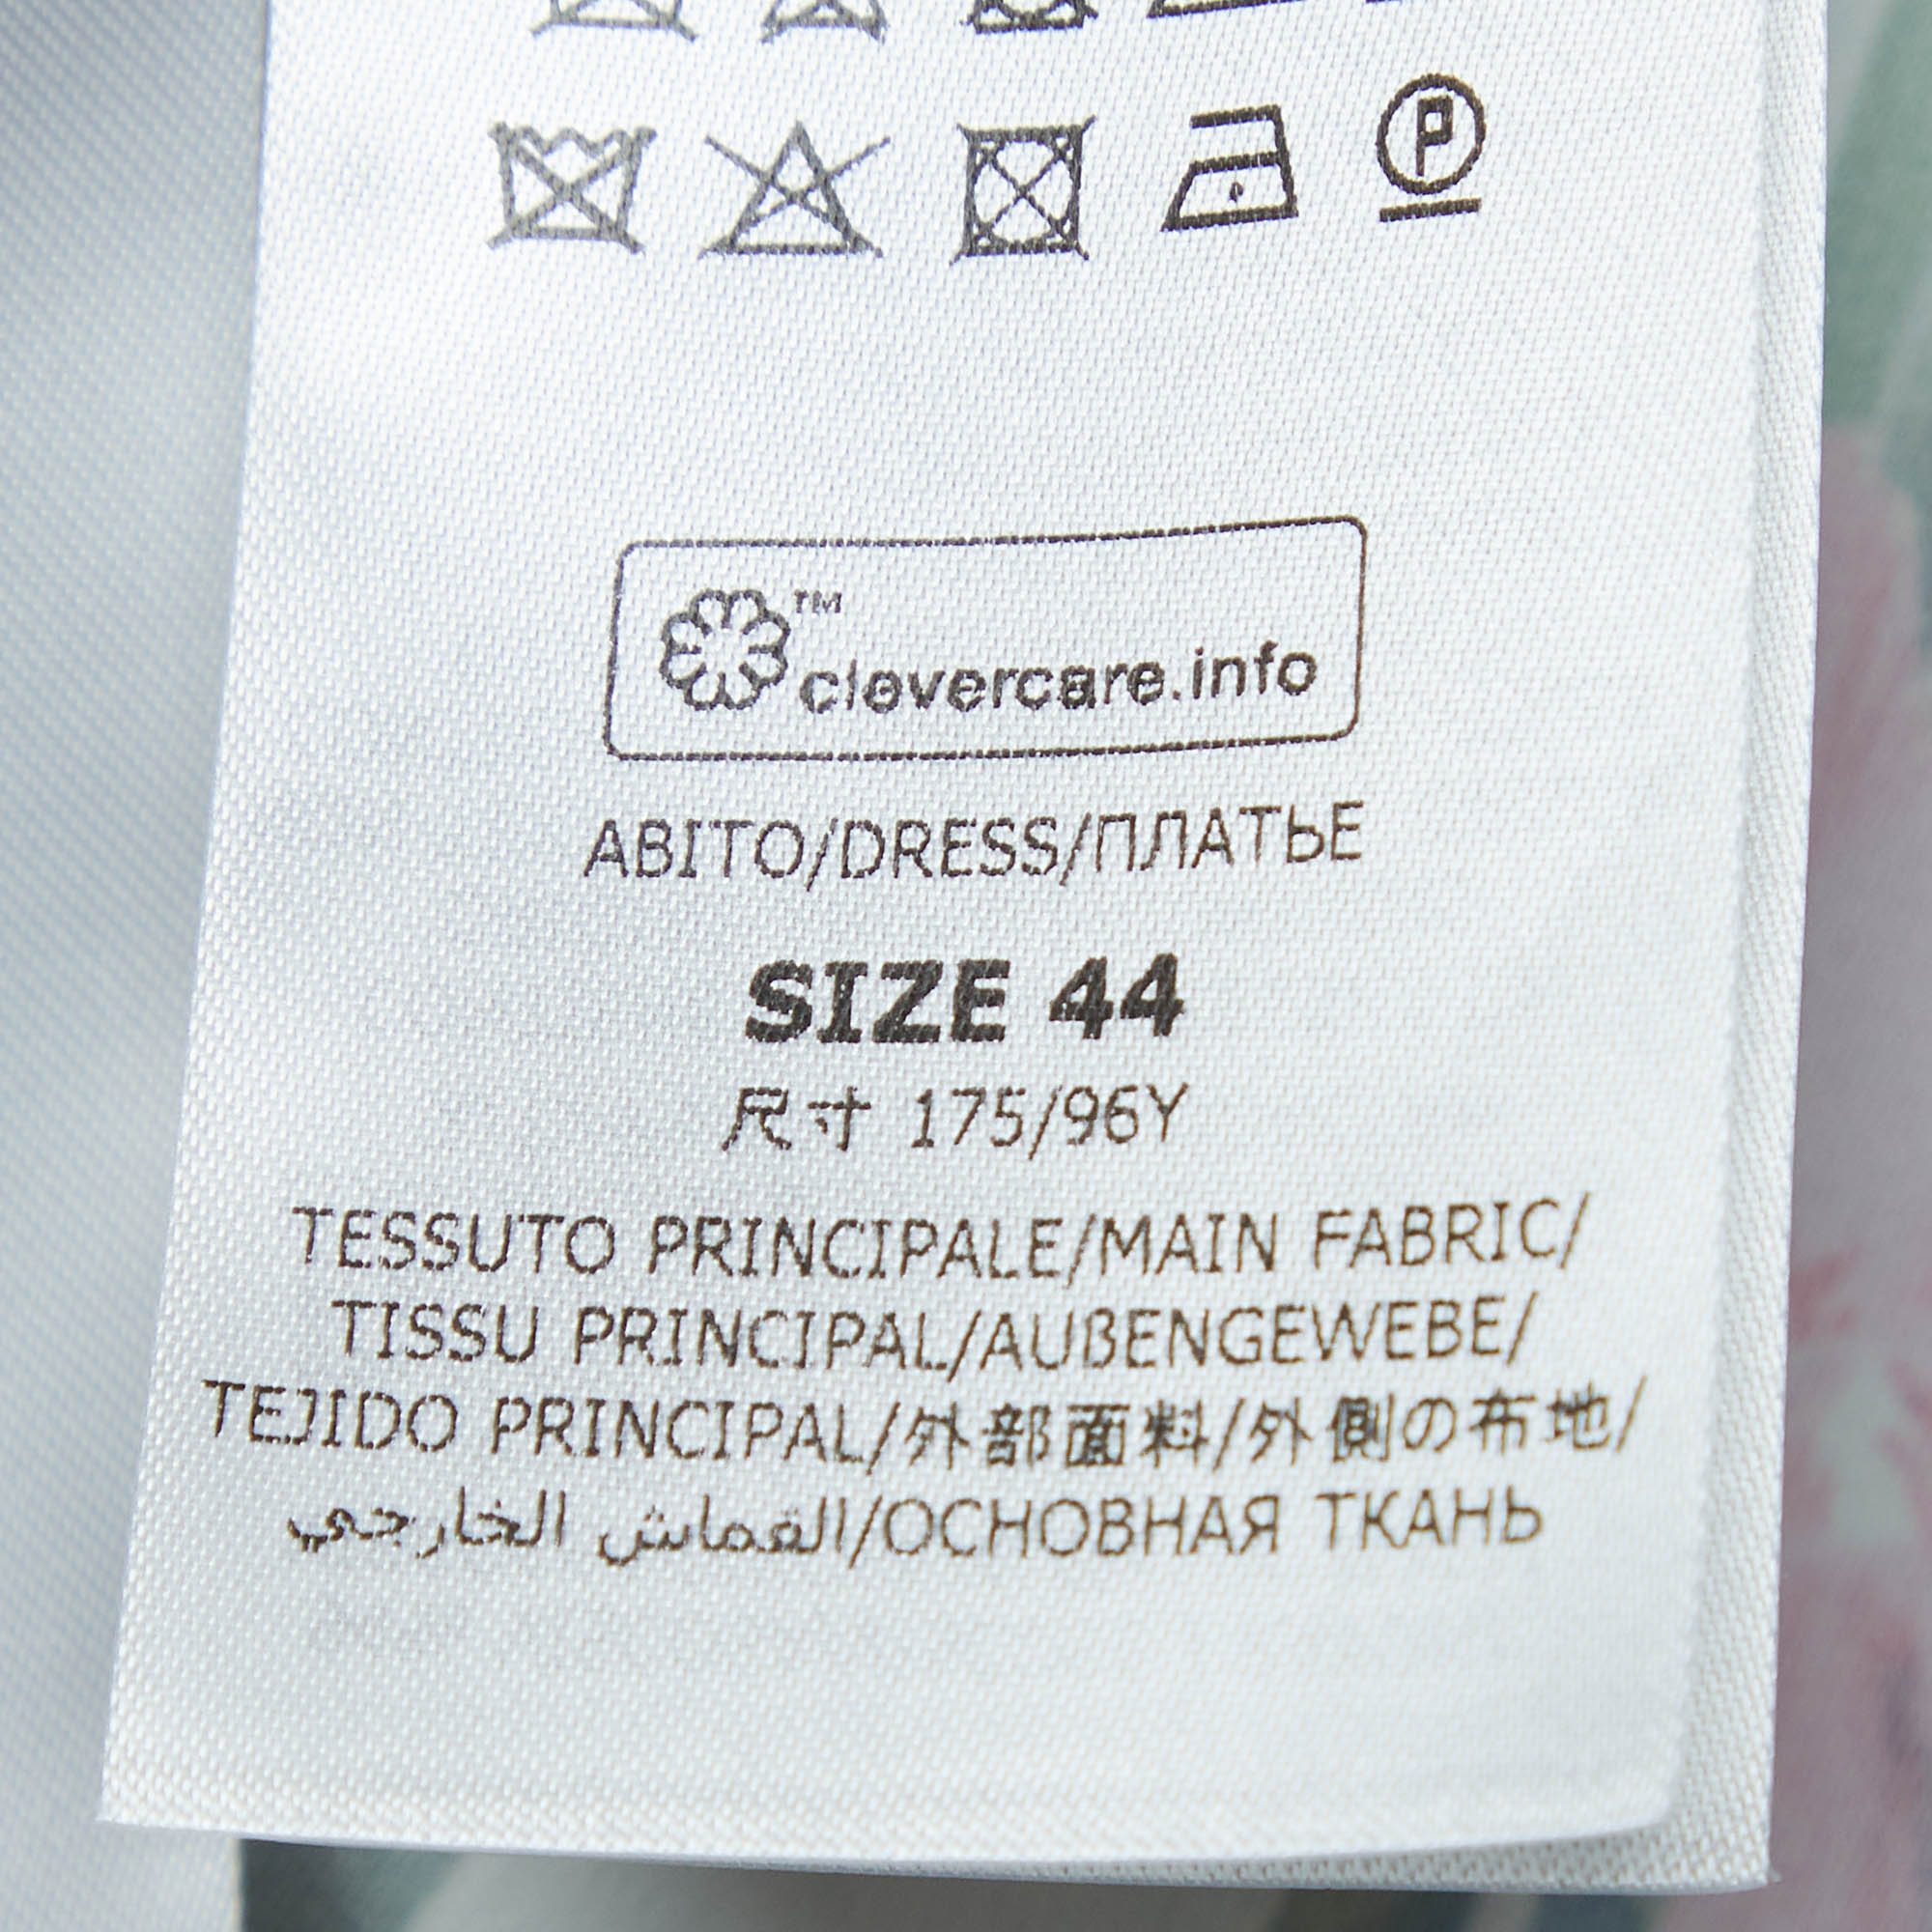 P
™
clevercare.info
ABITO/DRESS/ПЛАТЬЕ
SIZE 44
尺寸 175/96Y
TESSUTO PRINCIPALE/MAIN FABRIC/
TISSU PRINCIPAL/AUßENGEWEBE/
TEJIDO PRINCIPAL/外部面料/外側の布地/
القماش الخارجي/ОСНОВНАЯ ТКАНЬ